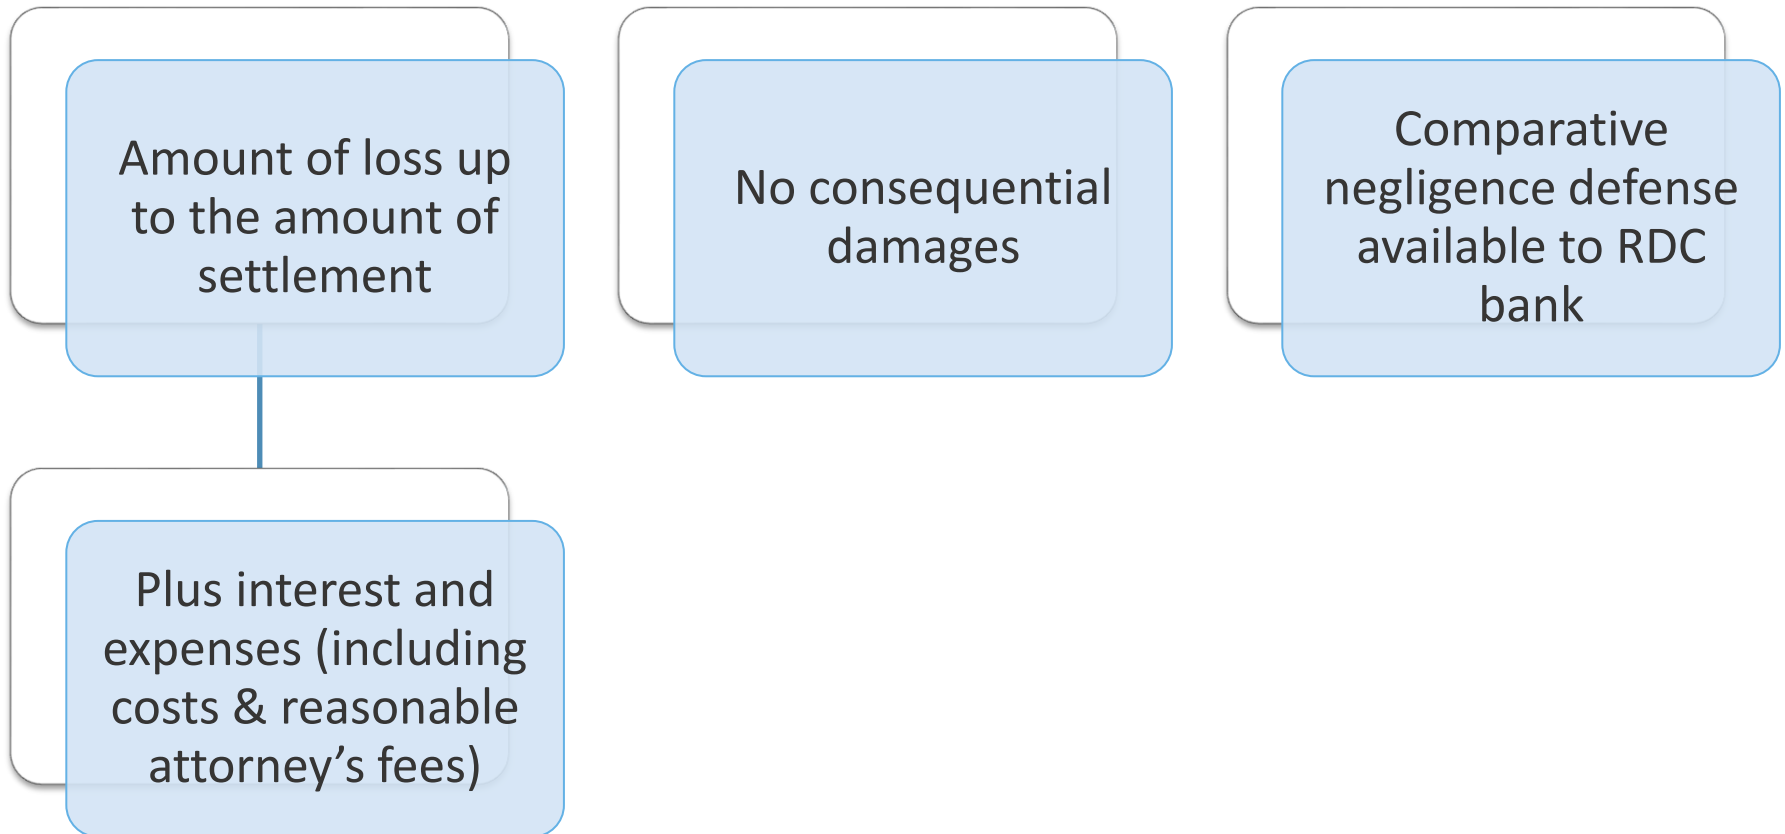 Amount of loss up
to the amount of
settlement
No consequential
damages
Comparative
negligence defense
available to RDC
bank
Plus interest and
expenses (including
costs & reasonable
attorney’s fees)